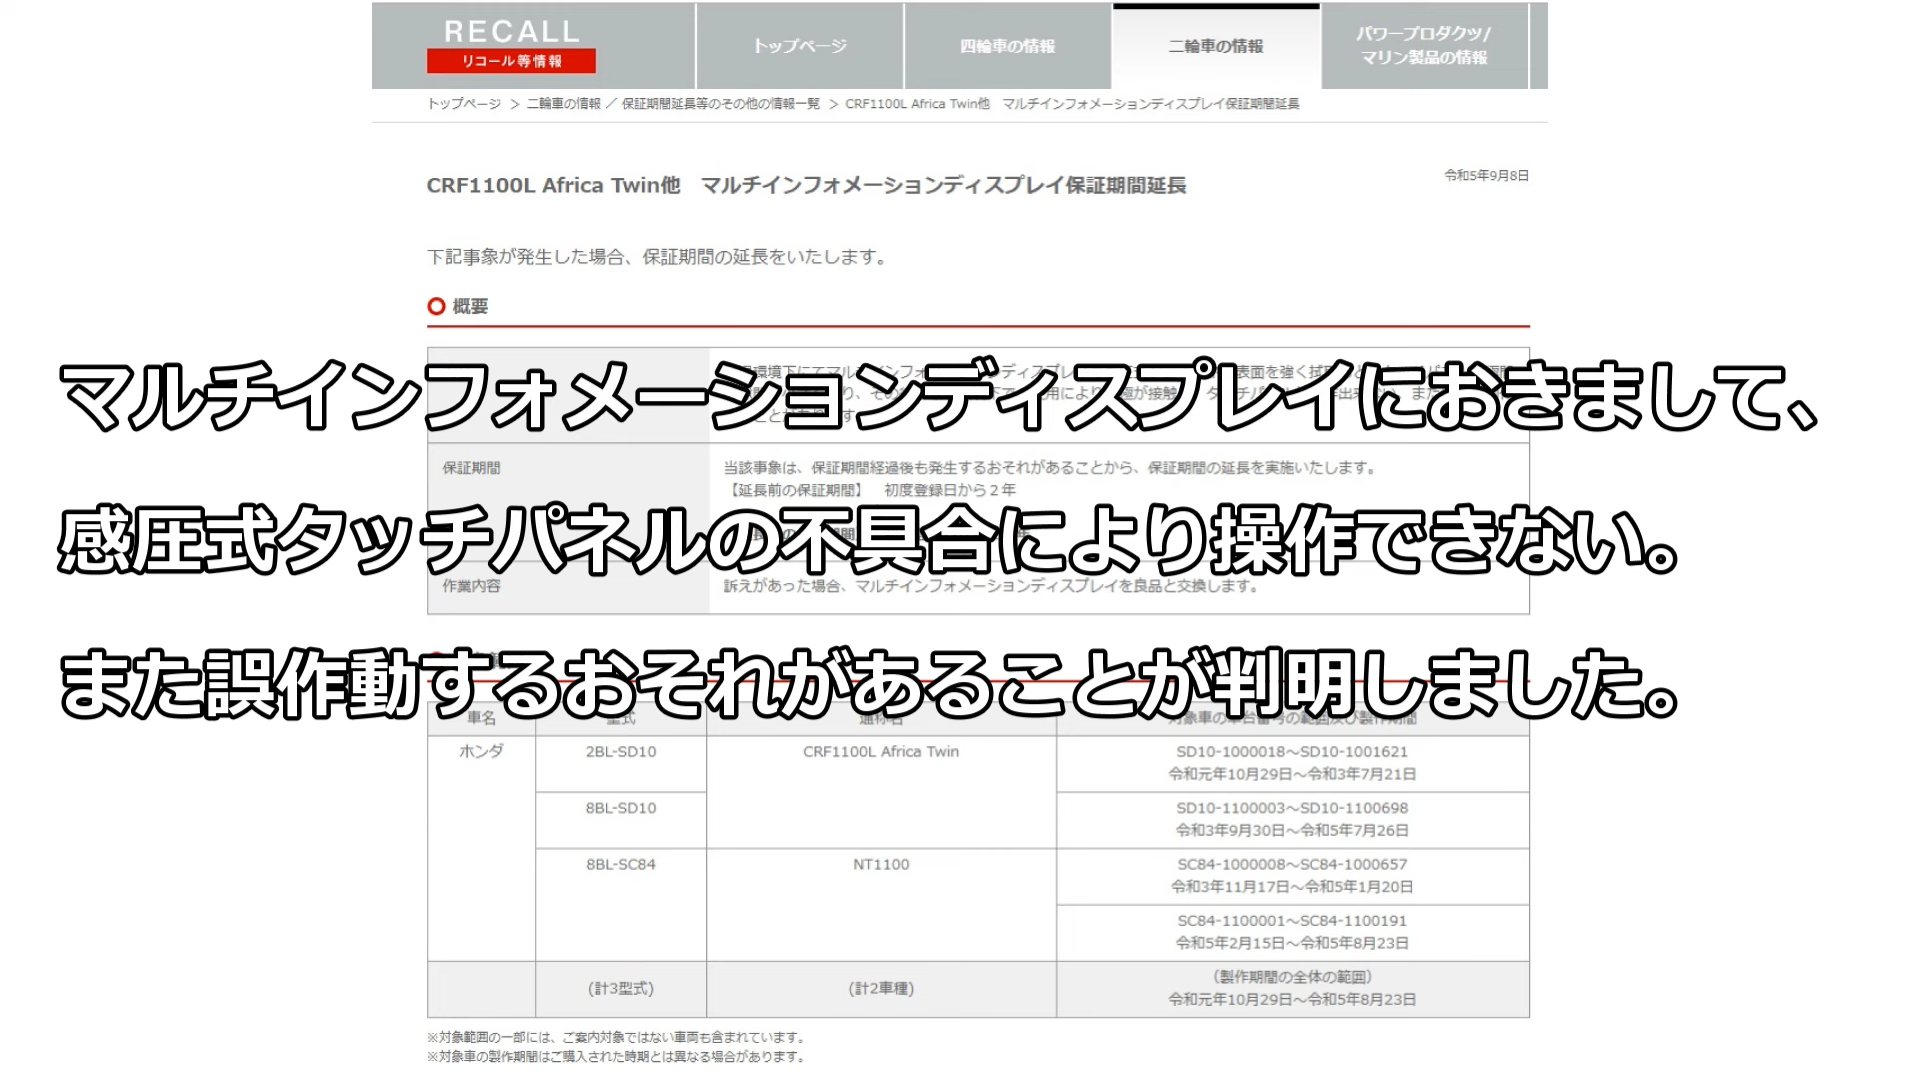 RECALL
リコール等情報
トップページ
四輪車の情報
二輪車の情報
パワープロダクツ/
マリン製品の情報
トップページ ＞ 二輪車の情報 ／ 保証期間延長等のその他の情報一覧 ＞ CRF1100L Africa Twin他　マルチインフォメーションディスプレイ保証期間延長
令和5年9月8日
CRF1100L Africa Twin他　マルチインフォメーションディスプレイ保証期間延長
下記事象が発生した場合、保証期間の延長をいたします。
概要
マルチインフォメーションディスプレイにおきまして、
保証期間
当該事象は、保証期間経過後も発生するおそれがあることから、保証期間の延長を実施いたします。
【延長前の保証期間】　初度登録日から２年
感圧式タッチパネルの不具合により操作できない。
作業内容
訴えがあった場合、マルチインフォメーションディスプレイを良品と交換します。
また誤作動するおそれがあることが判明しました。
車名
型式
通称名
対象車の車台番号の範囲及び製作期間
ホンダ
2BL-SD10
CRF1100L Africa Twin
SD10-1000018～SD10-1001621
令和元年10月29日～令和3年7月21日
8BL-SD10
SD10-1100003～SD10-1100698
令和3年9月30日～令和5年7月26日
8BL-SC84
NT1100
SC84-1000008～SC84-1000657
令和3年11月17日～令和5年1月20日
SC84-1100001～SC84-1100191
令和5年2月15日～令和5年8月23日
(計3型式)
(計2車種)
（製作期間の全体の範囲）
令和元年10月29日～令和5年8月23日
※対象範囲の一部には、ご案内対象ではない車両も含まれています。
※対象車の製作期間はご購入された時期とは異なる場合があります。